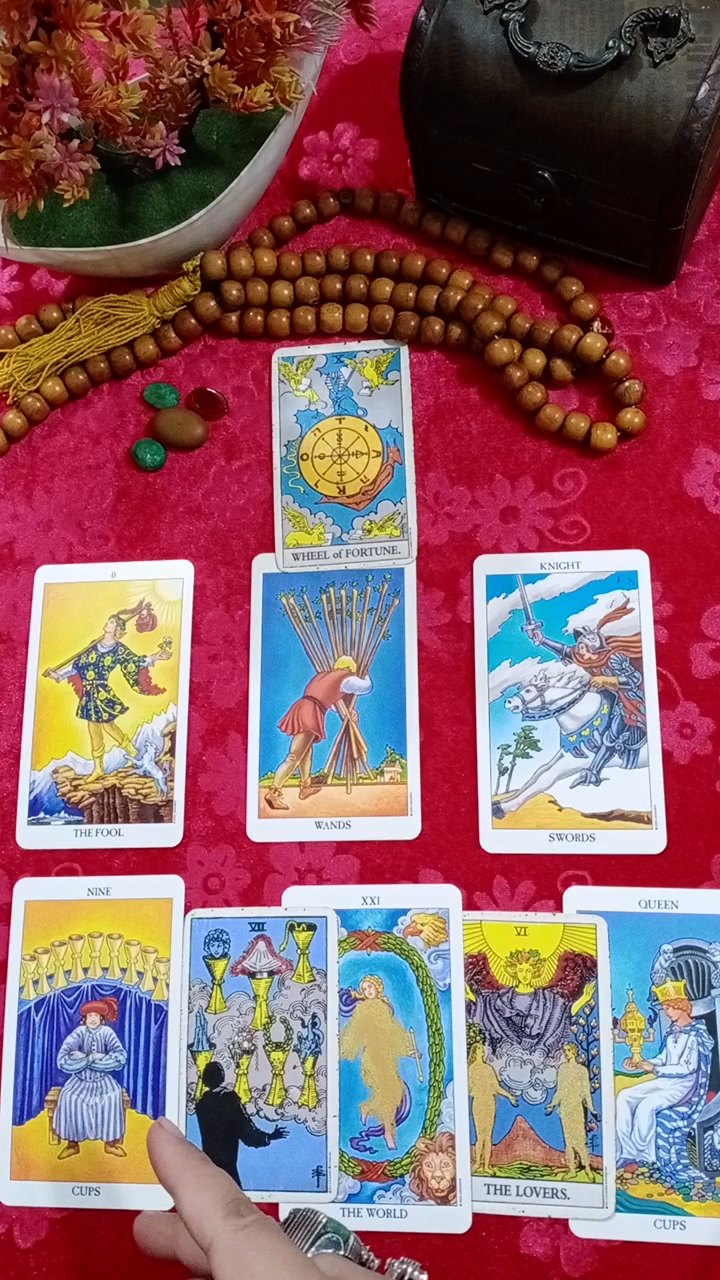 X
WHEEL of FORTUNE.
0
THE FOOL
WANDS
KNIGHT
SWORDS
NINE
CUPS
VII
XXI
THE WORLD
VI
THE LOVERS.
QUEEN
CUPS